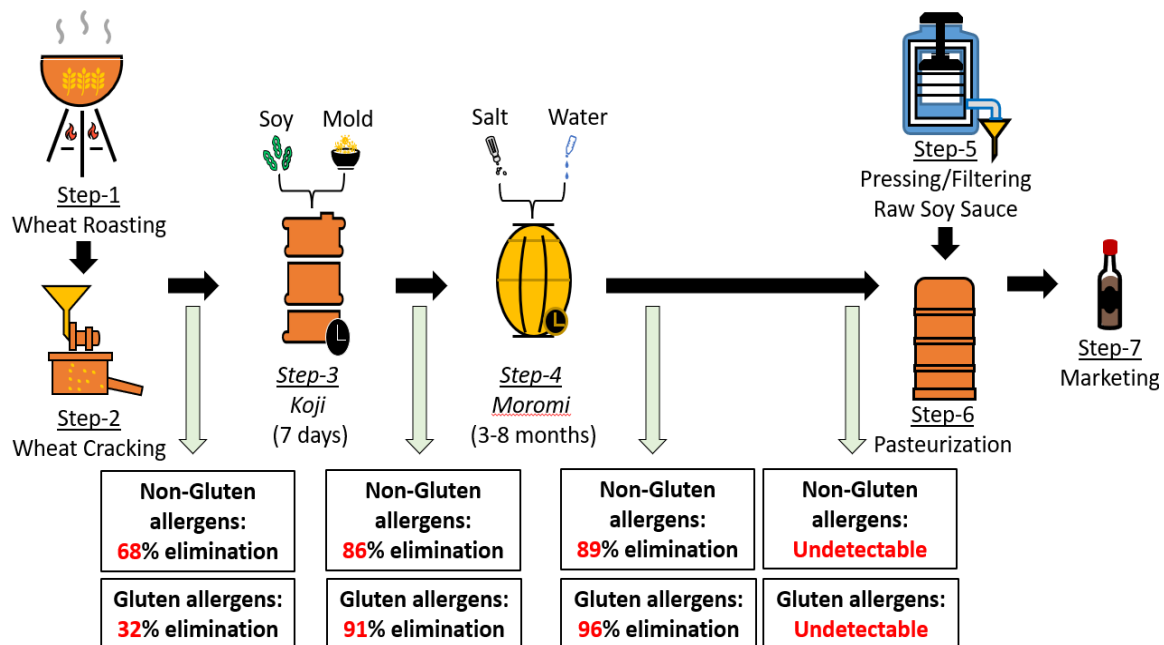 Step-1
Wheat Roasting
Step-2
Wheat Cracking
Soy
Mold
Step-3
Koji
(7 days)
Salt
Water
Step-4
Moromi
(3-8 months)
Step-5
Pressing/Filtering
Raw Soy Sauce
Step-6
Pasteurization
Step-7
Marketing
Non-Gluten
allergens:
68% elimination
Non-Gluten
allergens:
86% elimination
Non-Gluten
allergens:
89% elimination
Non-Gluten
allergens:
Undetectable
Gluten allergens:
32% elimination
Gluten allergens:
91% elimination
Gluten allergens:
96% elimination
Gluten allergens:
Undetectable